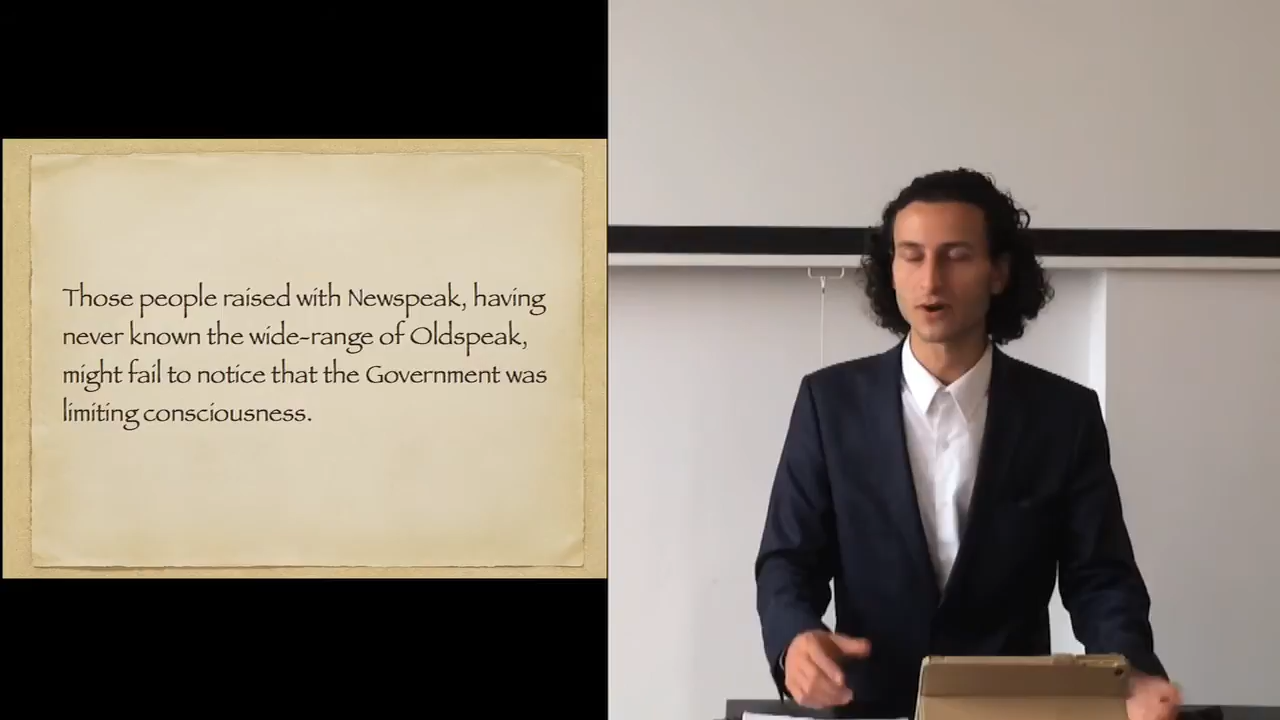 Those people raised with Newspeak, having
never known the wide-range of Oldspeak,
might fail to notice that the Government was
limiting consciousness.